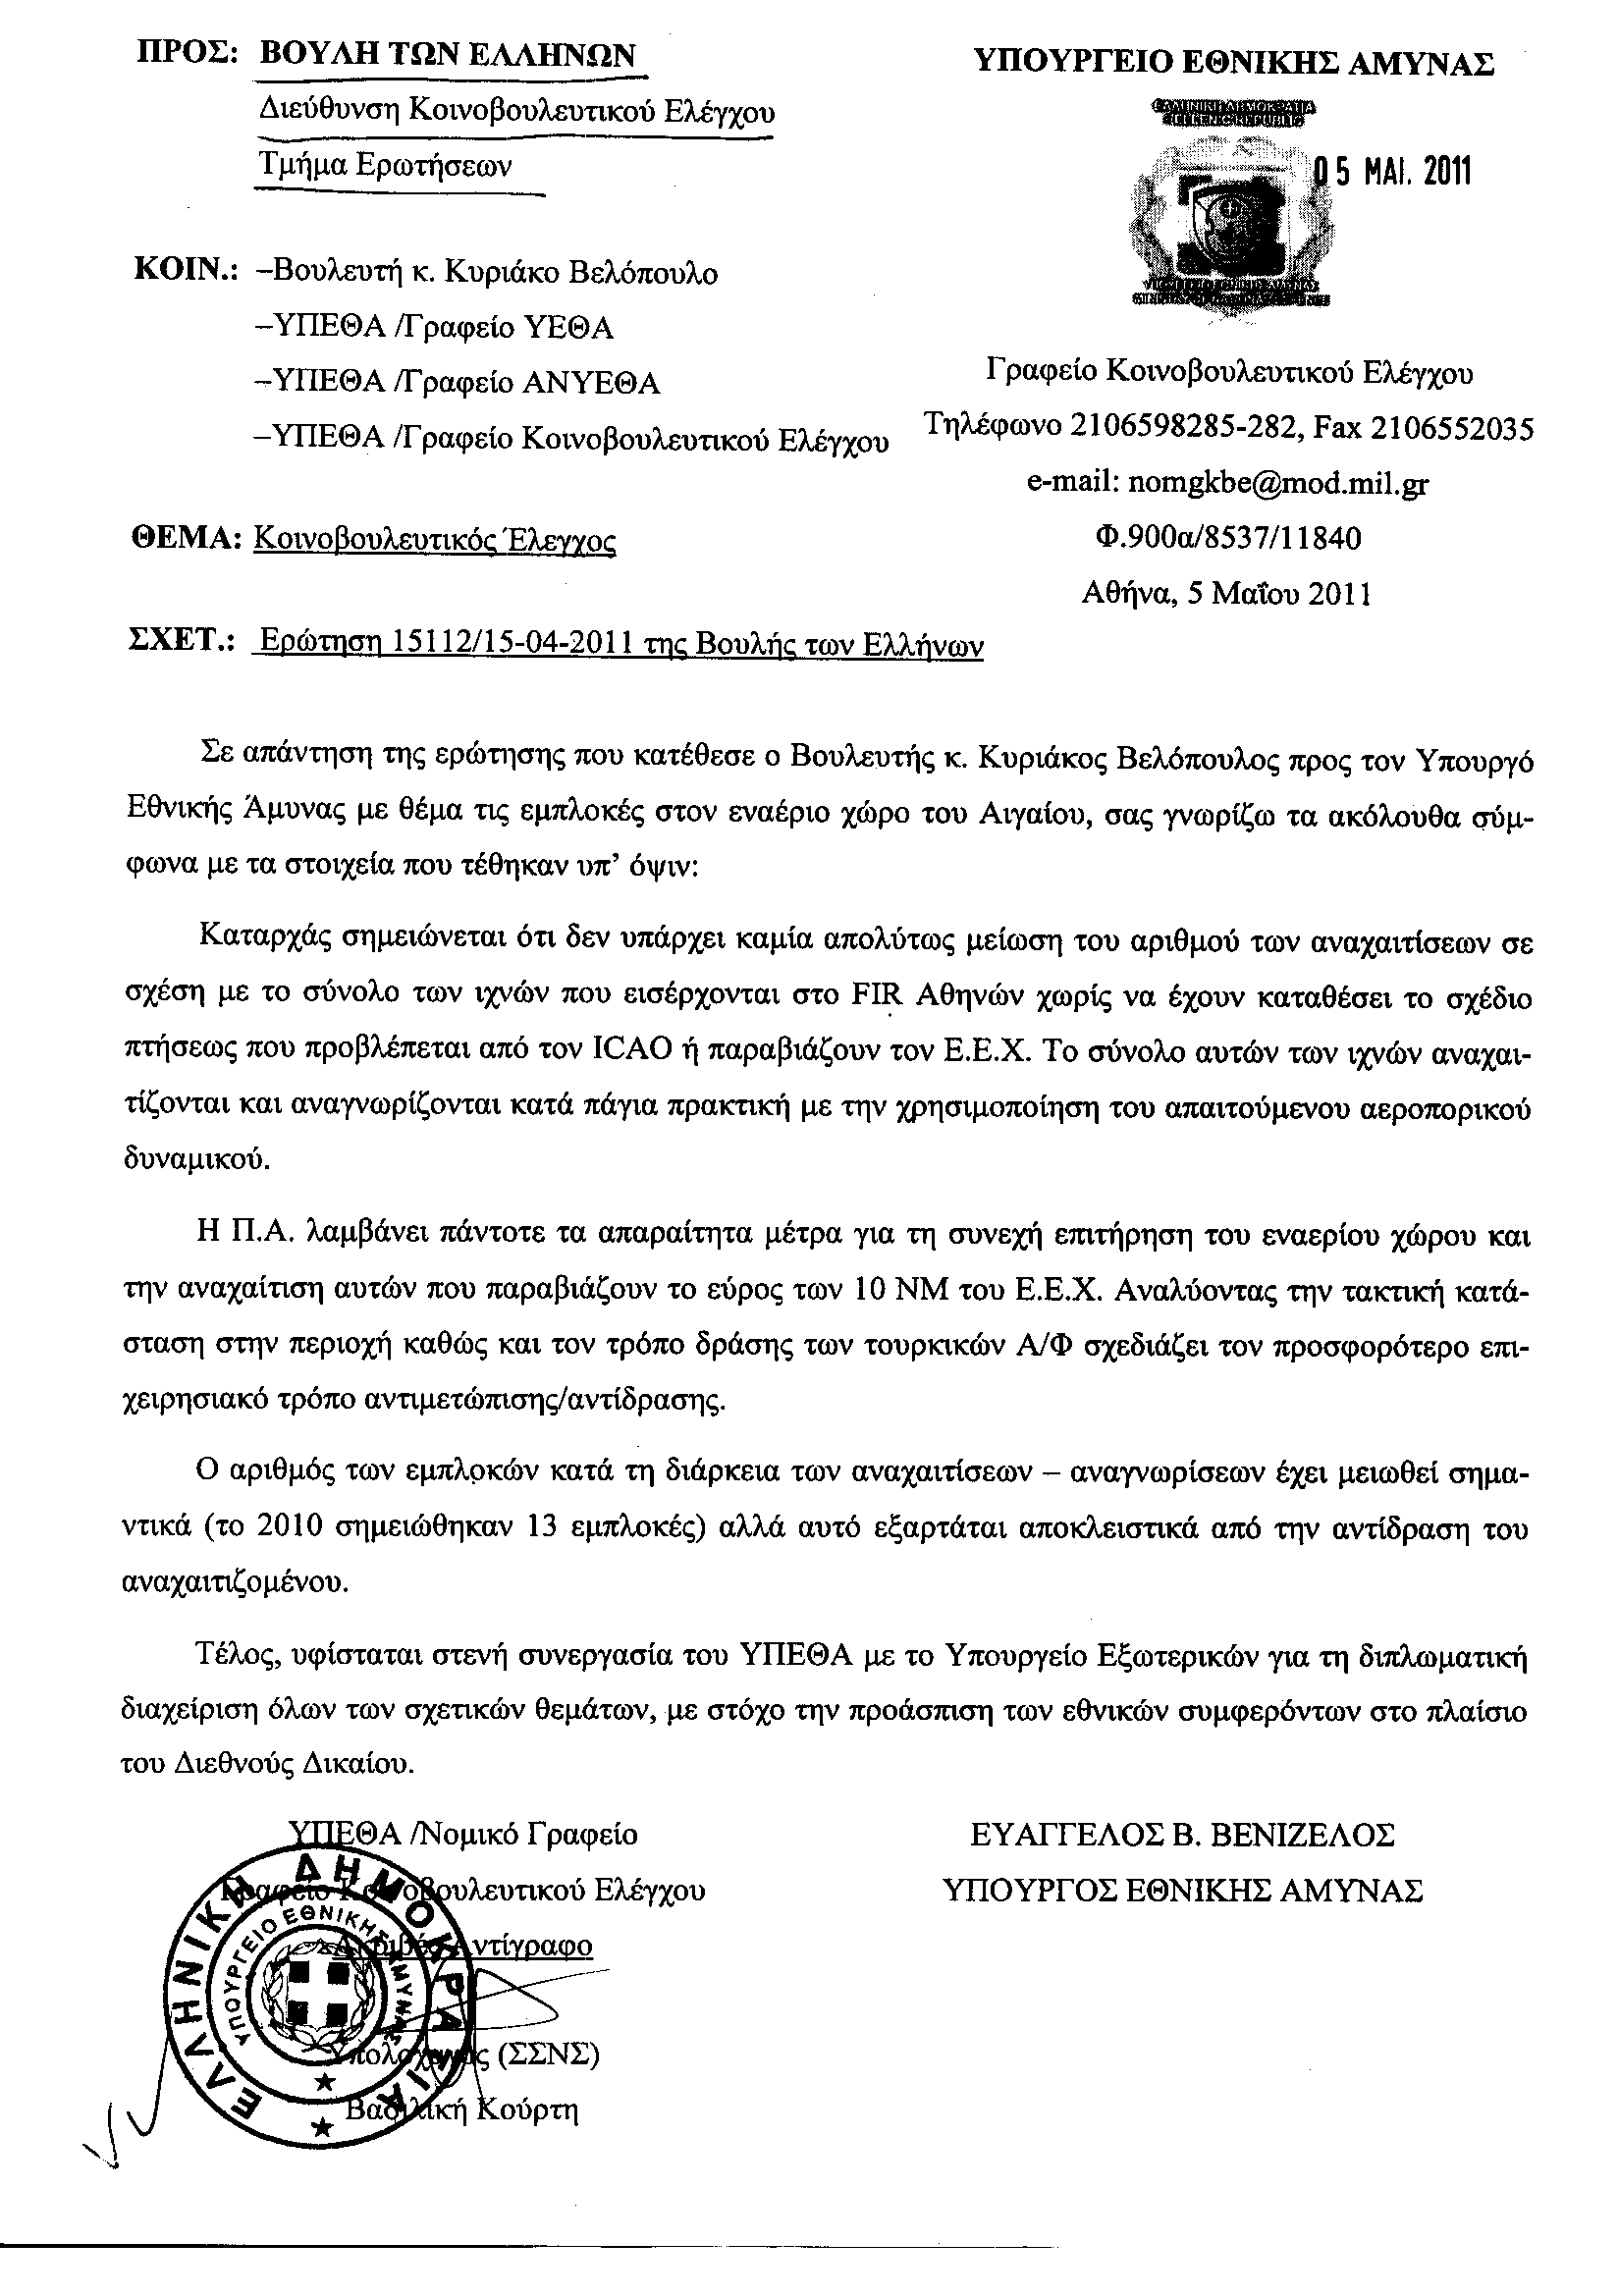 ΠΡΟΣ: ΒΟΥΛΗ ΤΩΝ ΕΛΛΗΝΩΝ
Διεύθυνση Κοινοβουλευτικού Ελέγχου
Τμήμα Ερωτήσεων
ΚΟΙΝ.: –Βουλευτή κ. Κυριάκο Βελόπουλο
–ΥΠΕΘΑ /Γραφείο ΥΕΘΑ
–ΥΠΕΘΑ /Γραφείο ΑΝΥΕΘΑ
–ΥΠΕΘΑ /Γραφείο Κοινοβουλευτικού Ελέγχου
ΘΕΜΑ: Κοινοβουλευτικός Έλεγχος
ΥΠΟΥΡΓΕΙΟ ΕΘΝΙΚΗΣ ΑΜΥΝΑΣ
ΕΛΛΗΝΙΚΗ ΔΗΜΟΚΡΑΤΙΑ
HELLENIC REPUBLIC
05 ΜΑΙ. 2011
Γραφείο Κοινοβουλευτικού Ελέγχου
Τηλέφωνο 2106598285-282, Fax 2106552035
e-mail: nomgkbe@mod.mil.gr
Φ.900α/8537/11840
Αθήνα, 5 Μαΐου 2011
ΣΧΕΤ.: Ερώτηση 15112/15-04-2011 της Βουλής των Ελλήνων
Σε απάντηση της ερώτησης που κατέθεσε ο Βουλευτής κ. Κυριάκος Βελόπουλος προς τον Υπουργό
Εθνικής Άμυνας με θέμα τις εμπλοκές στον εναέριο χώρο του Αιγαίου, σας γνωρίζω τα ακόλουθα σύμ-
φωνα με τα στοιχεία που τέθηκαν υπ’ όψιν:
Καταρχάς σημειώνεται ότι δεν υπάρχει καμία απολύτως μείωση του αριθμού των αναχαιτίσεων σε
σχέση με το σύνολο των ιχνών που εισέρχονται στο FIR Αθηνών χωρίς να έχουν καταθέσει το σχέδιο
πτήσεως που προβλέπεται από τον ICAO ή παραβιάζουν τον Ε.Ε.Χ. Το σύνολο αυτών των ιχνών αναχαι-
τίζονται και αναγνωρίζονται κατά πάγια πρακτική με την χρησιμοποίηση του απαιτούμενου αεροπορικού
δυναμικού.
Η Π.Α. λαμβάνει πάντοτε τα απαραίτητα μέτρα για τη συνεχή επιτήρηση του εναερίου χώρου και
την αναχαίτιση αυτών που παραβιάζουν το εύρος των 10 ΝΜ του Ε.Ε.Χ. Αναλύοντας την τακτική κατά-
σταση στην περιοχή καθώς και τον τρόπο δράσης των τουρκικών Α/Φ σχεδιάζει τον προσφορότερο επι-
χειρησιακό τρόπο αντιμετώπισης/αντίδρασης.
Ο αριθμός των εμπλοκών κατά τη διάρκεια των αναχαιτίσεων – αναγνωρίσεων έχει μειωθεί σημα-
ντικά (το 2010 σημειώθηκαν 13 εμπλοκές) αλλά αυτό εξαρτάται αποκλειστικά από την αντίδραση του
αναχαιτιζομένου.
Τέλος, υφίσταται στενή συνεργασία του ΥΠΕΘΑ με το Υπουργείο Εξωτερικών για τη διπλωματική
διαχείριση όλων των σχετικών θεμάτων, με στόχο την προάσπιση των εθνικών συμφερόντων στο πλαίσιο
του Διεθνούς Δικαίου.
ΥΠΕΘΑ /Νομικό Γραφείο
Γραφείο Κοινοβουλευτικού Ελέγχου
Ακριβές Αντίγραφο
Υπολοχαγός (ΣΣΝΣ)
Βασιλική Κούρτη
ΕΛΛΗΝΙΚΗ ΔΗΜΟΚΡΑΤΙΑ
ΥΠΟΥΡΓΕΙΟ ΕΘΝΙΚΗΣ ΑΜΥΝΑΣ
ΕΥΑΓΓΕΛΟΣ Β. ΒΕΝΙΖΕΛΟΣ
ΥΠΟΥΡΓΟΣ ΕΘΝΙΚΗΣ ΑΜΥΝΑΣ